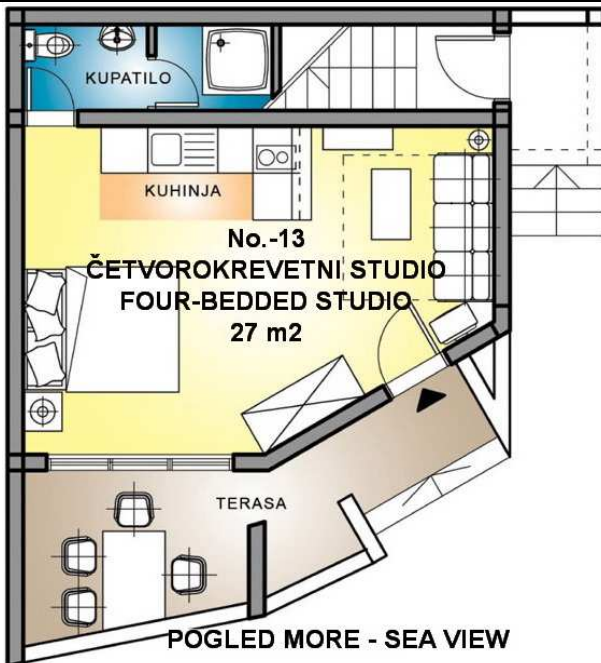 KUPATILO
KUHINJA
No.-13
ČETVOROKREVETNI STUDIO
FOUR-BEDDED STUDIO
27 m2
TERASA
POGLED MORE - SEA VIEW